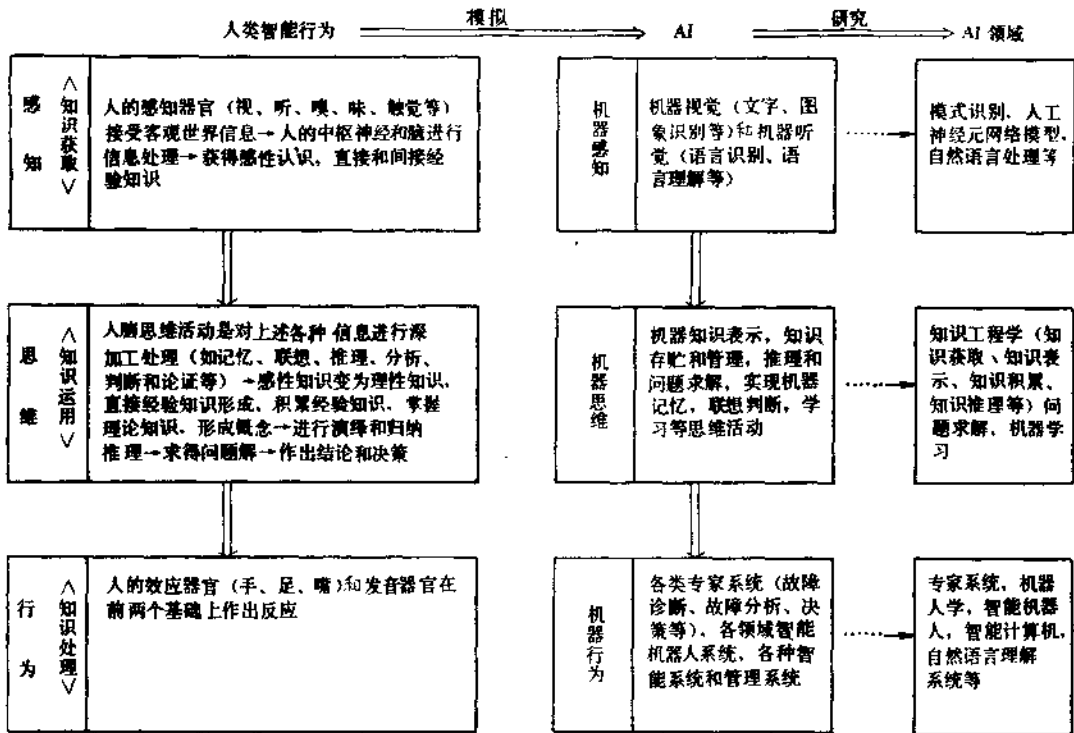 人类智能行为
模拟
AI
研究
AI 领域
感知
<知识获取>
人的感知器官（视、听、嗅、味、触觉等）
接受客观世界信息→人的中枢神经和脑进行
信息处理→获得感性认识，直接和间接经
验知识
机器感知
机器视觉（文字、图
象识别等）和机器听
觉（语言识别、语
言理解等）
模式识别，人工
神经元网络模型，
自然语言处理等
思维
<知识运用>
人脑思维活动是对上述各种信息进行深
加工处理（如记忆、联想、推理、分析、
判断和论证等）→感性知识变为理性知识，
直接经验知识形成，积累经验知识，掌握
理论知识，形成概念→进行演绎和归纳
推理→求得问题解→作出结论和决策
机器思维
机器知识表示，知识
存贮和管理，推理和
问题求解，实现机器
记忆，联想判断，学
习等思维活动
知识工程学（知
识获取、知识表
示、知识积累、
知识推理等）问
题求解，机器学
习
行为
<知识处理>
人的效应器官（手、足、嘴）和发音器官在
前两个基础上作出反应
机器行为
各类专家系统（故障
诊断、故障分析、决
策等），各领域智能
机器人系统，各种智
能系统和管理系统
专家系统，机器
人学，智能机器
人，智能计算机，
自然语言理解
系统等